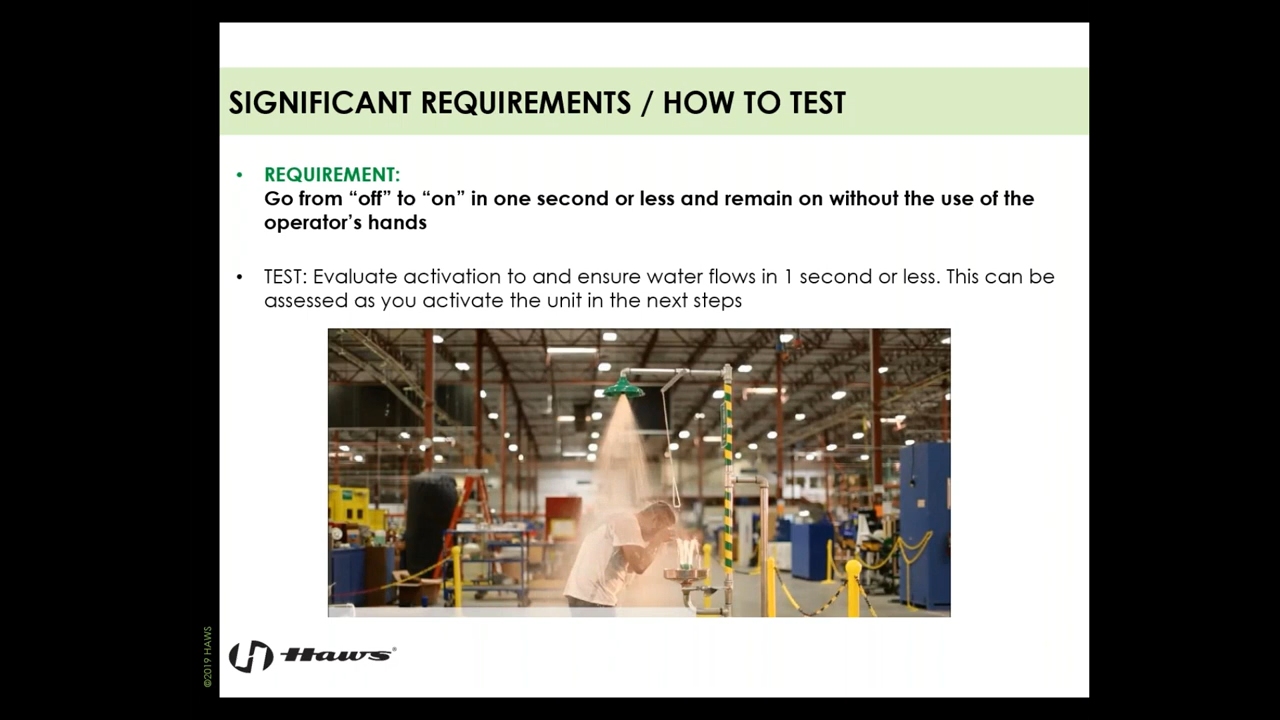 SIGNIFICANT REQUIREMENTS / HOW TO TEST
• REQUIREMENT:
Go from “off” to “on” in one second or less and remain on without the use of the
operator’s hands
• TEST: Evaluate activation to and ensure water flows in 1 second or less. This can be
assessed as you activate the unit in the next steps
Haws®
©2019 HAWS